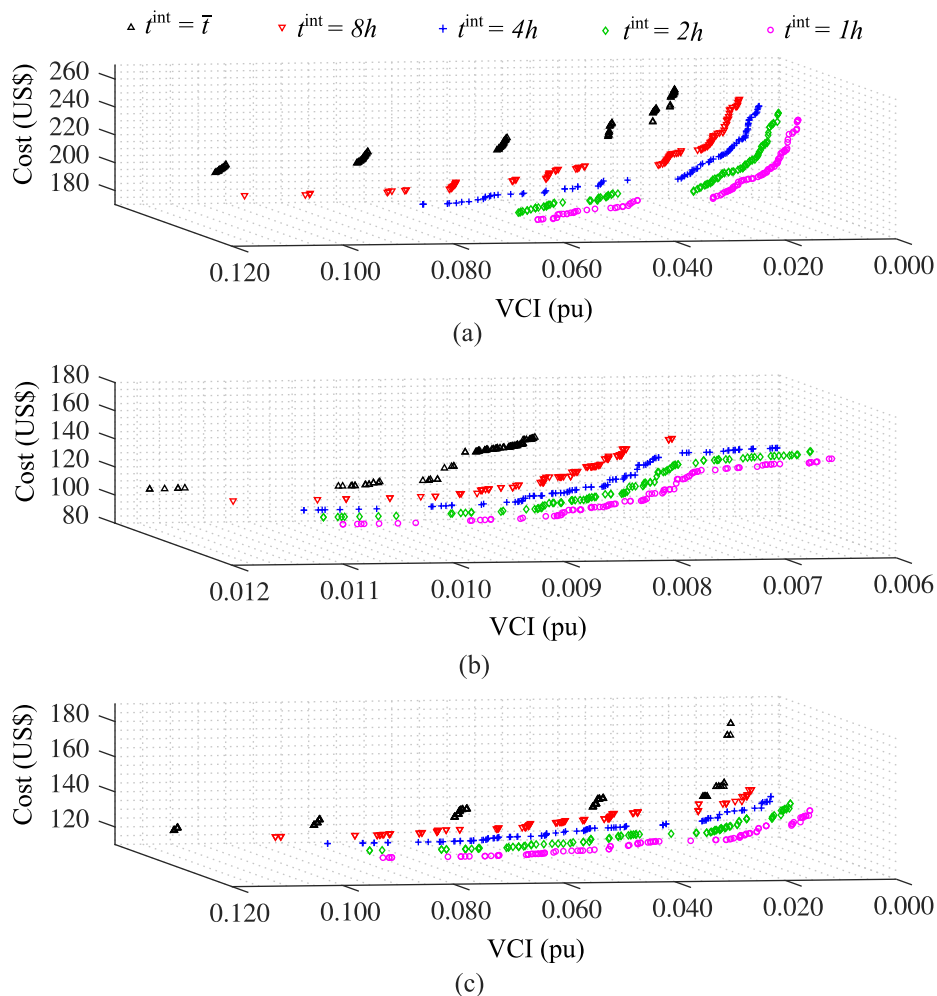 t^int = t̅ t^int = 8h t^int = 4h t^int = 2h t^int = 1h
Cost (US$)
260
240
220
200
180
0.120 0.100 0.080 0.060 0.040 0.020 0.000
VCI (pu)
(a)
Cost (US$)
180
160
140
120
100
80
0.012 0.011 0.010 0.009 0.008 0.007 0.006
VCI (pu)
(b)
Cost (US$)
180
160
140
120
0.120 0.100 0.080 0.060 0.040 0.020 0.000
VCI (pu)
(c)